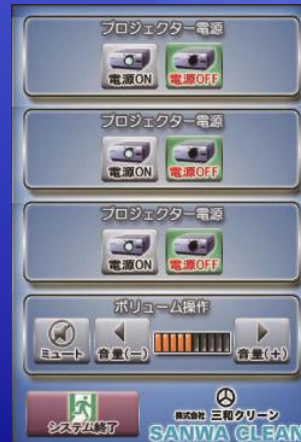 プロジェクター電源
電源ON 電源OFF
プロジェクター電源
電源ON 電源OFF
プロジェクター電源
電源ON 電源OFF
ボリューム操作
ミュート 音量(−) 音量(+)
システム終了
株式会社 三和クリーン
SANWA CLEAN